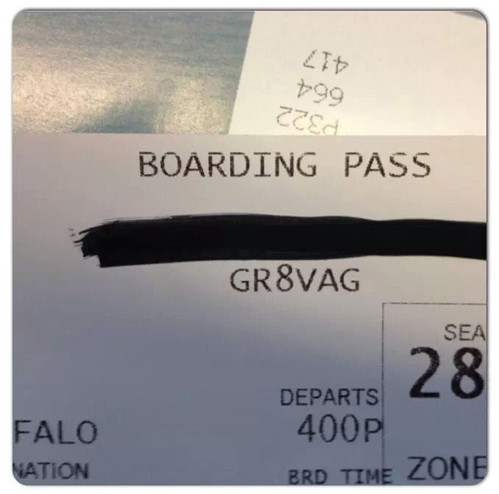 417
664
P322
BOARDING PASS
GR8VAG
SEA
28
DEPARTS
400P
FALO
NATION
BRD TIME
ZONE